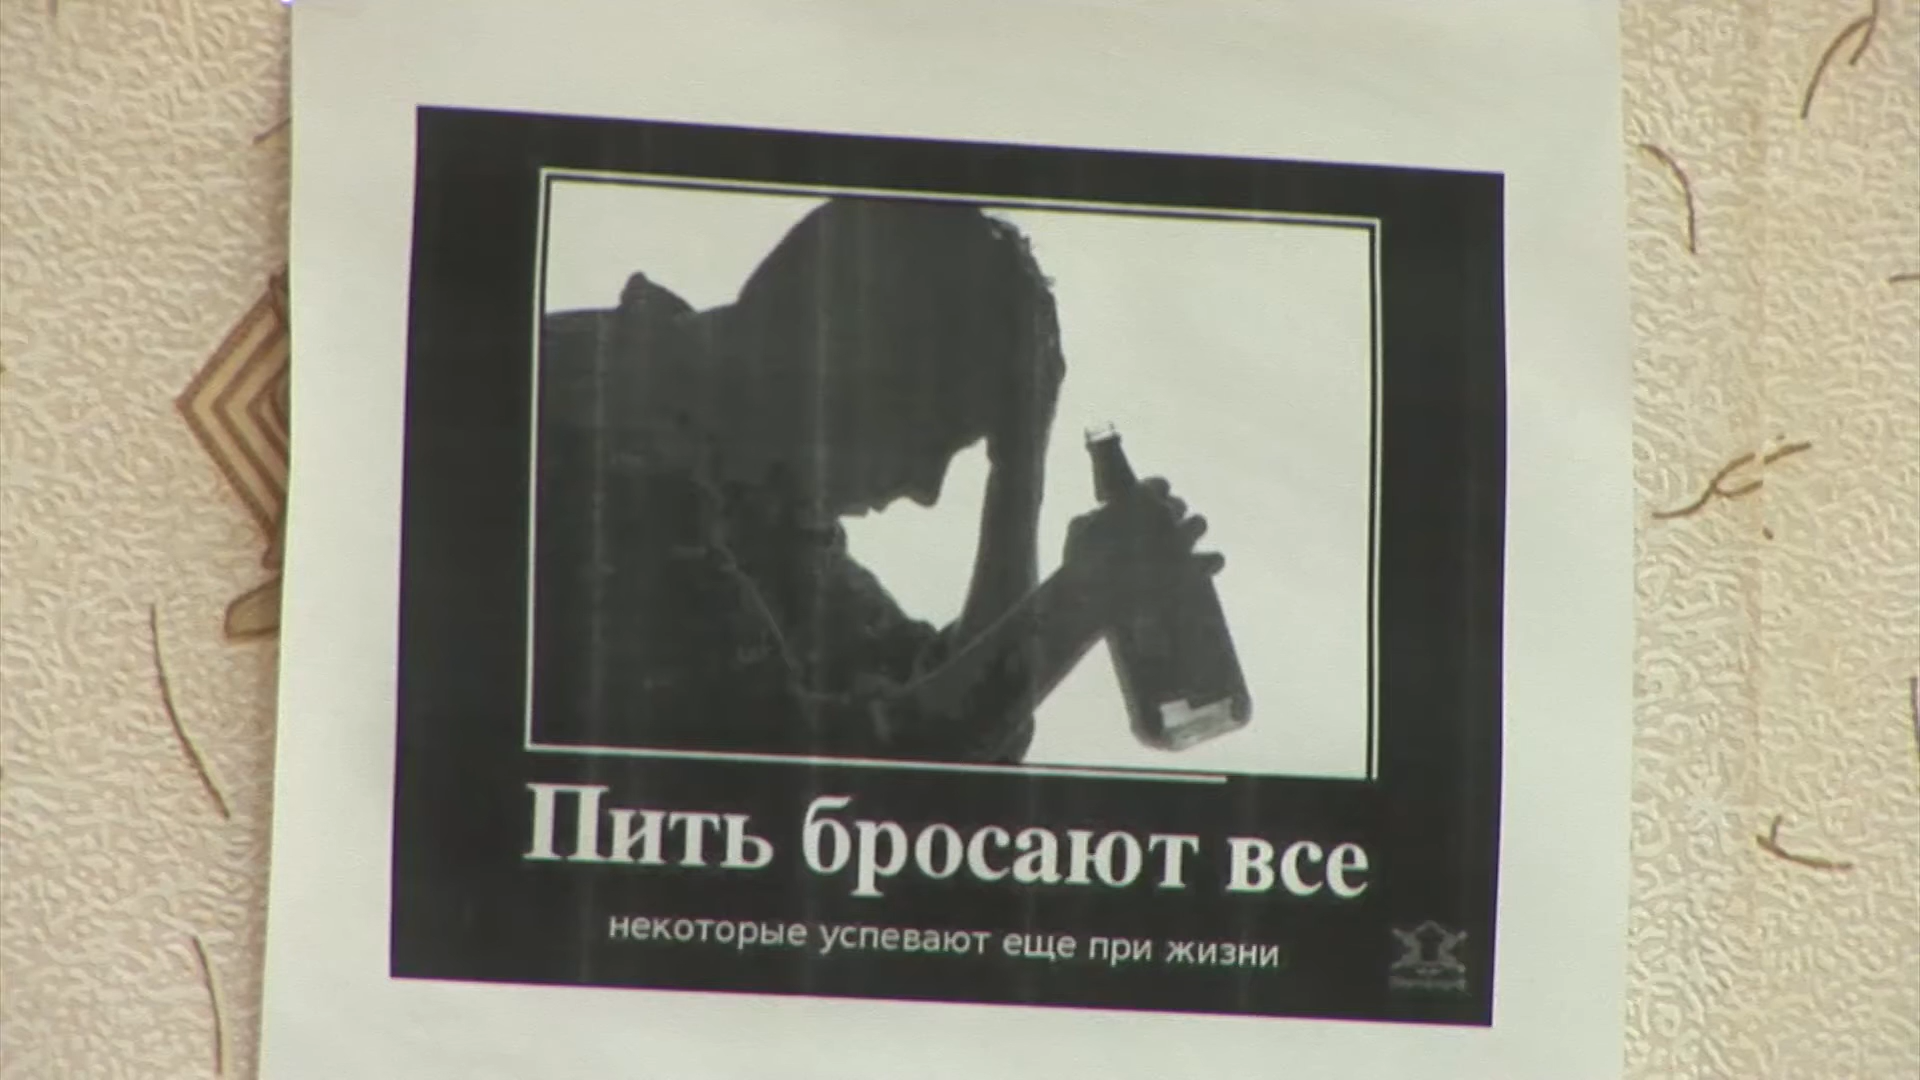 Пить бросают все
некоторые успевают еще при жизни